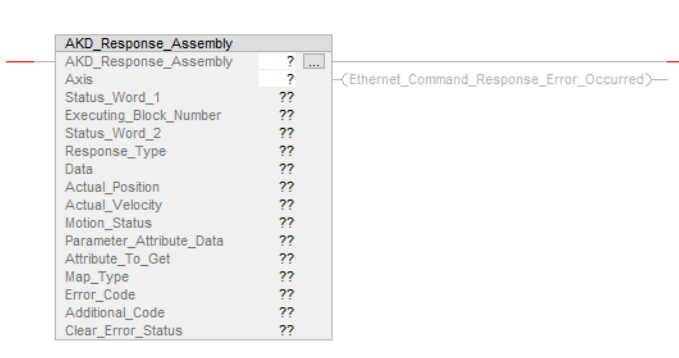 AKD_Response_Assembly
AKD_Response_Assembly ? ...
Axis ? (Ethernet_Command_Response_Error_Occurred)
Status_Word_1 ??
Executing_Block_Number ??
Status_Word_2 ??
Response_Type ??
Data ??
Actual_Position ??
Actual_Velocity ??
Motion_Status ??
Parameter_Attribute_Data ??
Attribute_To_Get ??
Map_Type ??
Error_Code ??
Additional_Code ??
Clear_Error_Status ??